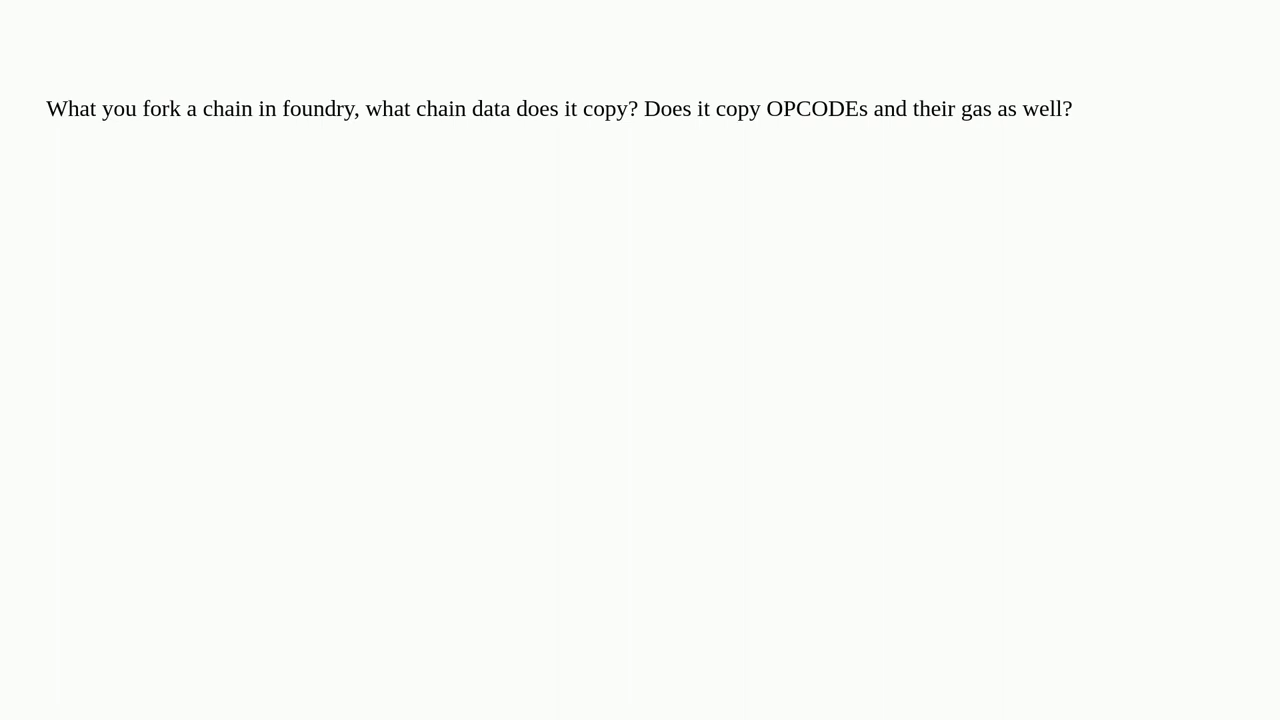 What you fork a chain in foundry, what chain data does it copy? Does it copy OPCODEs and their gas as well?